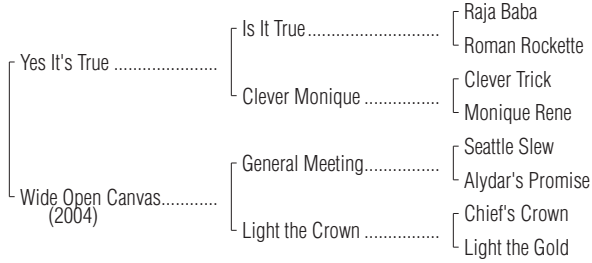 Yes It's True ......................
Wide Open Canvas............
(2004)
Is It True............................
Clever Monique ................
General Meeting................
Light the Crown ................
Raja Baba
Roman Rockette
Clever Trick
Monique Rene
Seattle Slew
Alydar's Promise
Chief's Crown
Light the Gold